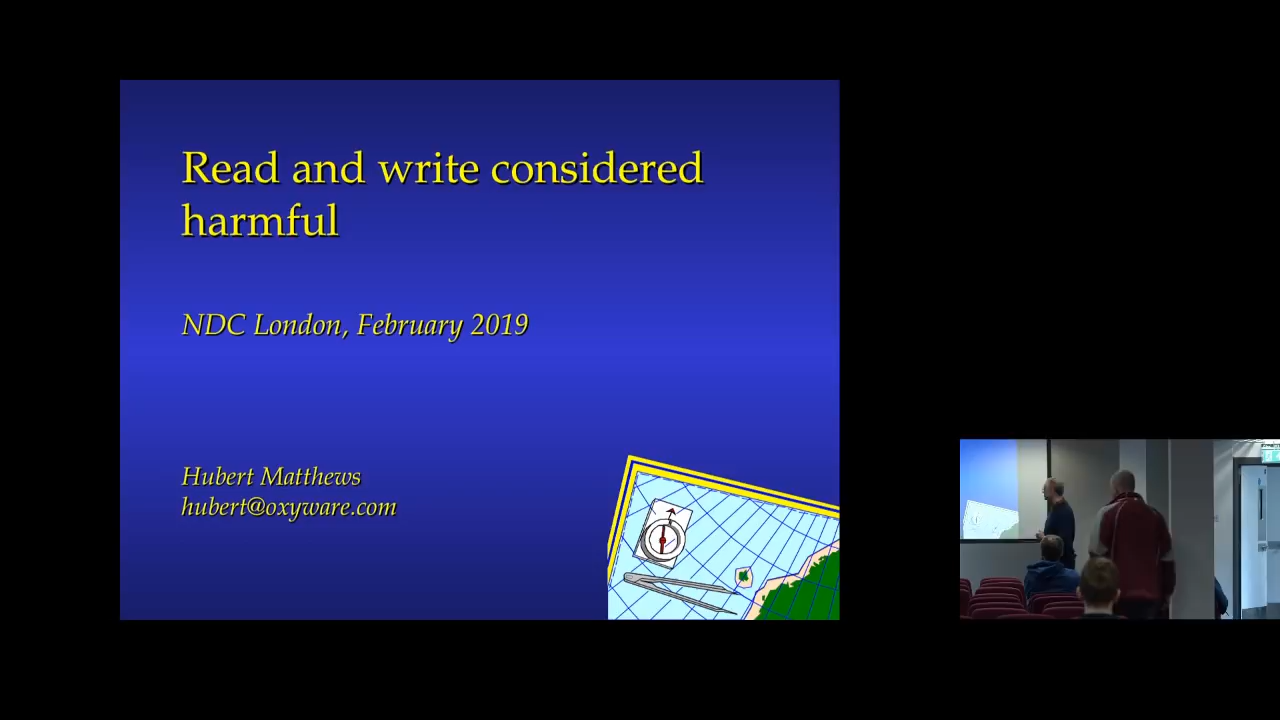 Read and write considered
harmful
NDC London, February 2019
Hubert Matthews
hubert@oxyware.com